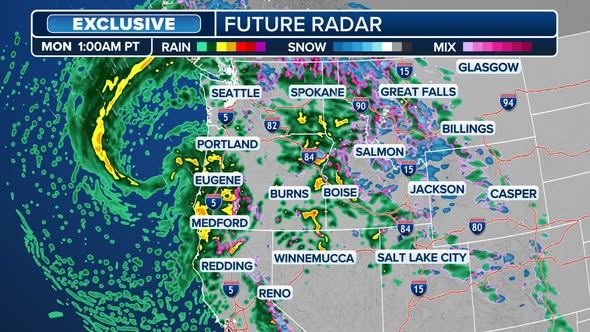 EXCLUSIVE FUTURE RADAR
MON 1:00AM PT RAIN SNOW MIX
GLASGOW
15
SEATTLE SPOKANE GREAT FALLS
90
94
5
82
BILLINGS
PORTLAND
84
SALMON
15
EUGENE
BURNS BOISE JACKSON CASPER
5
MEDFORD
84
80
REDDING WINNEMUCCA SALT LAKE CITY
5
RENO
15